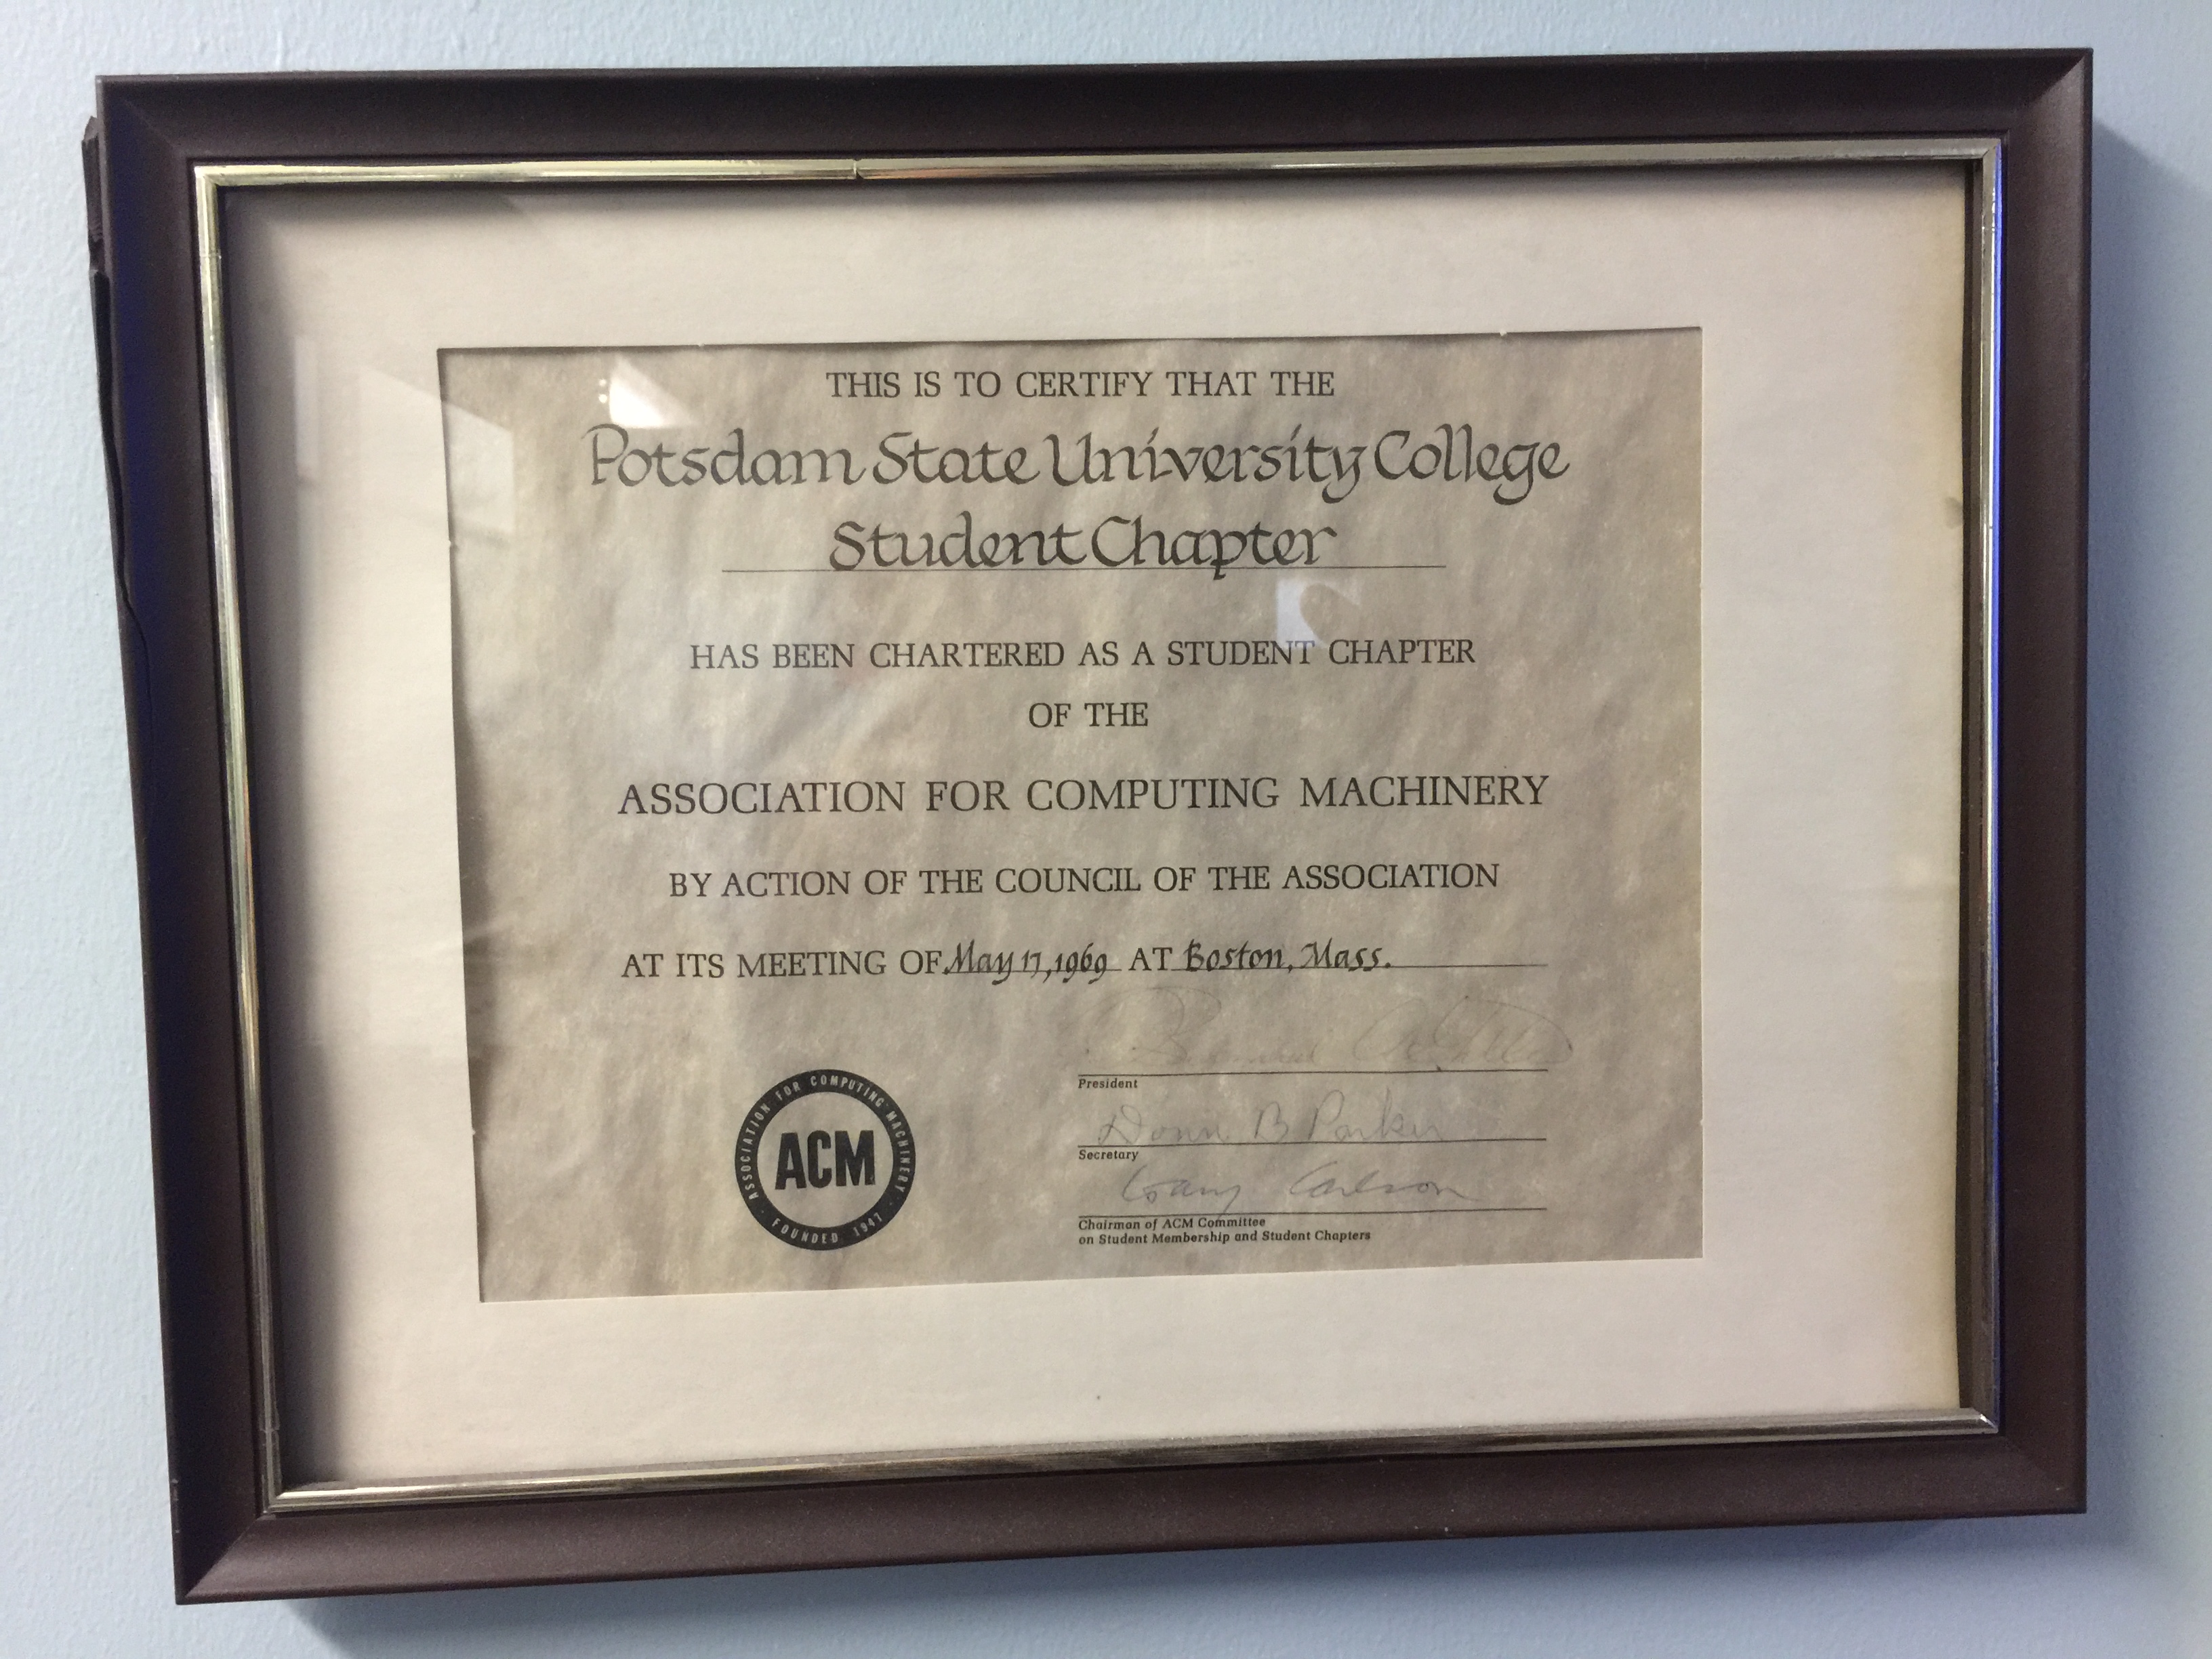 THIS IS TO CERTIFY THAT THE
Potsdam State University College
Student Chapter
HAS BEEN CHARTERED AS A STUDENT CHAPTER
OF THE
ASSOCIATION FOR COMPUTING MACHINERY
BY ACTION OF THE COUNCIL OF THE ASSOCIATION
AT ITS MEETING OF May 17, 1969 AT Boston, Mass.
President
Donn B Parker
Secretary
Gary Carlson
Chairman of ACM Committee
on Student Membership and Student Chapters
ASSOCIATION FOR COMPUTING MACHINERY
ACM
FOUNDED 1947